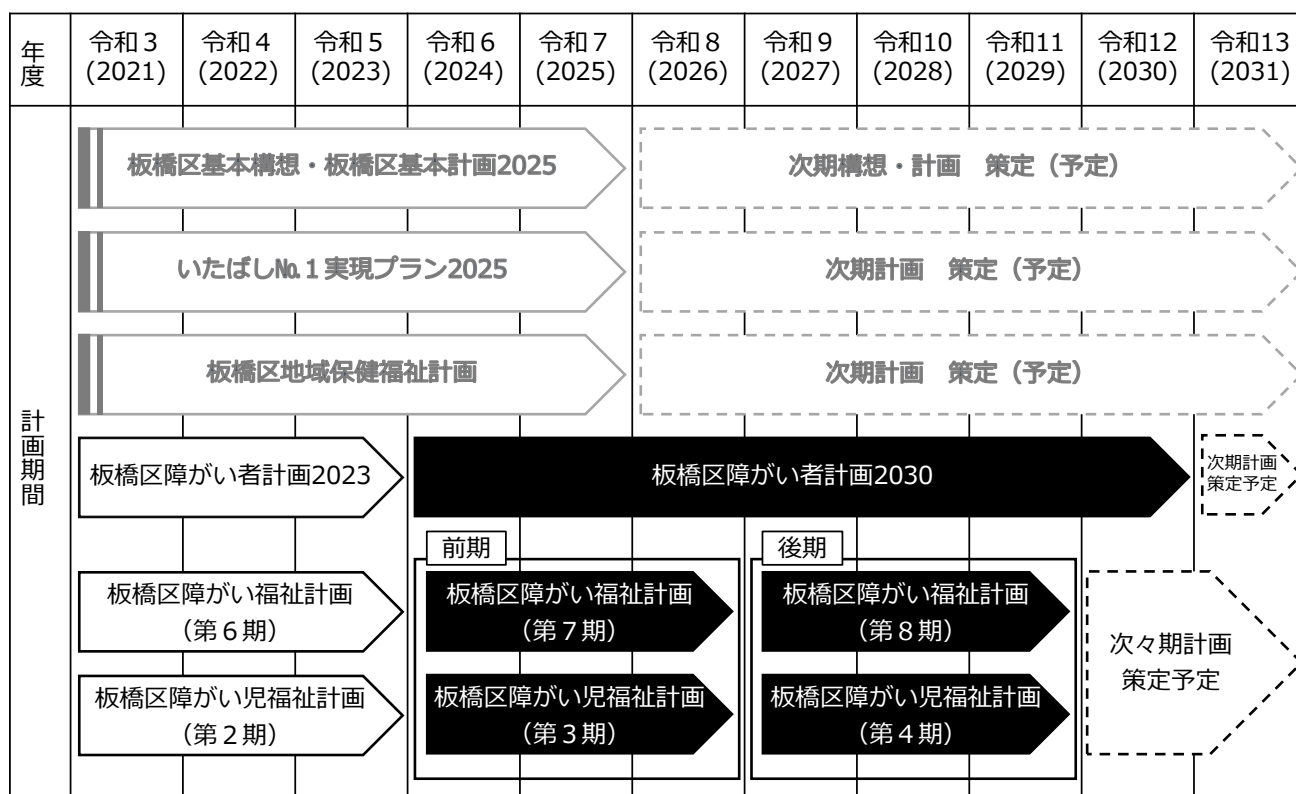 年度
令和３
(2021)
令和４
(2022)
令和５
(2023)
令和６
(2024)
令和７
(2025)
令和８
(2026)
令和９
(2027)
令和10
(2028)
令和11
(2029)
令和12
(2030)
令和13
(2031)
計画期間
板橋区基本構想・板橋区基本計画2025
次期構想・計画　策定（予定）
いたばし№１実現プラン2025
次期計画　策定（予定）
板橋区地域保健福祉計画
次期計画　策定（予定）
板橋区障がい者計画2023
板橋区障がい者計画2030
次期計画
策定予定
前期
後期
板橋区障がい福祉計画
（第６期）
板橋区障がい福祉計画
（第７期）
板橋区障がい福祉計画
（第８期）
次々期計画
策定予定
板橋区障がい児福祉計画
（第２期）
板橋区障がい児福祉計画
（第３期）
板橋区障がい児福祉計画
（第４期）